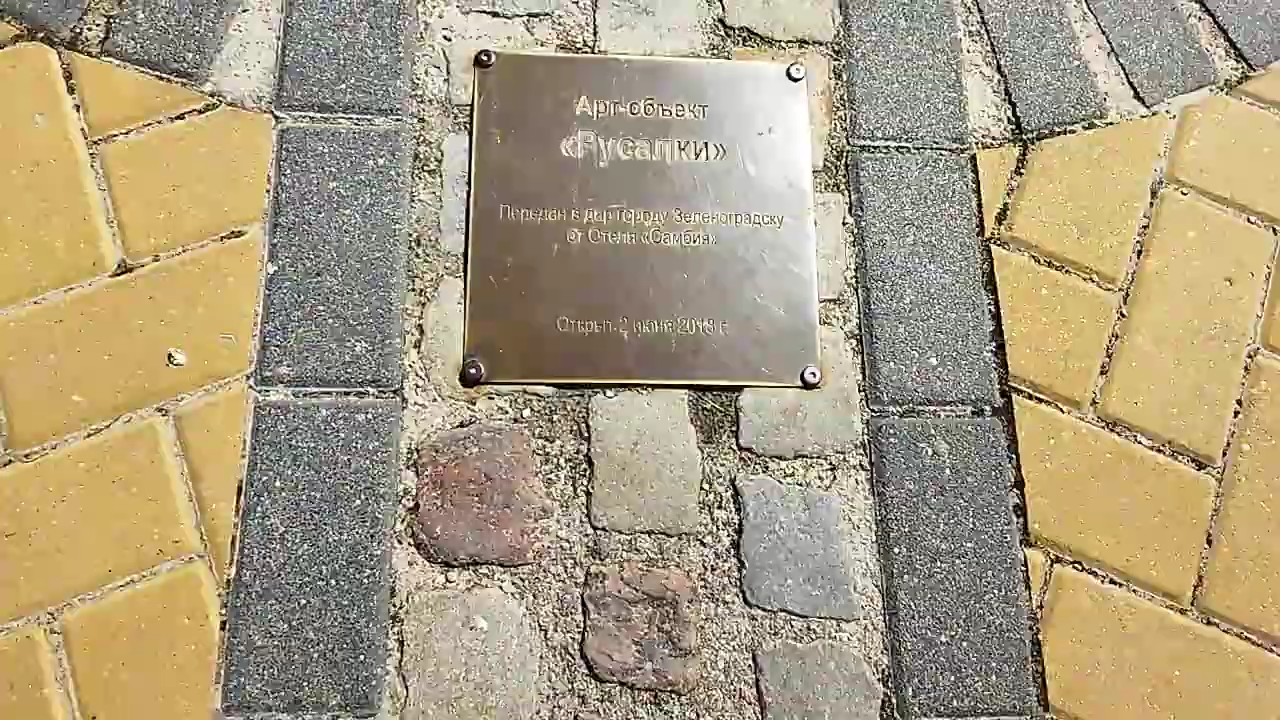 Арт-объект
«Русалки»
Передан в дар городу Зеленоградску
от Отеля «Самбия»
Открыт 2 июня 2018 г.